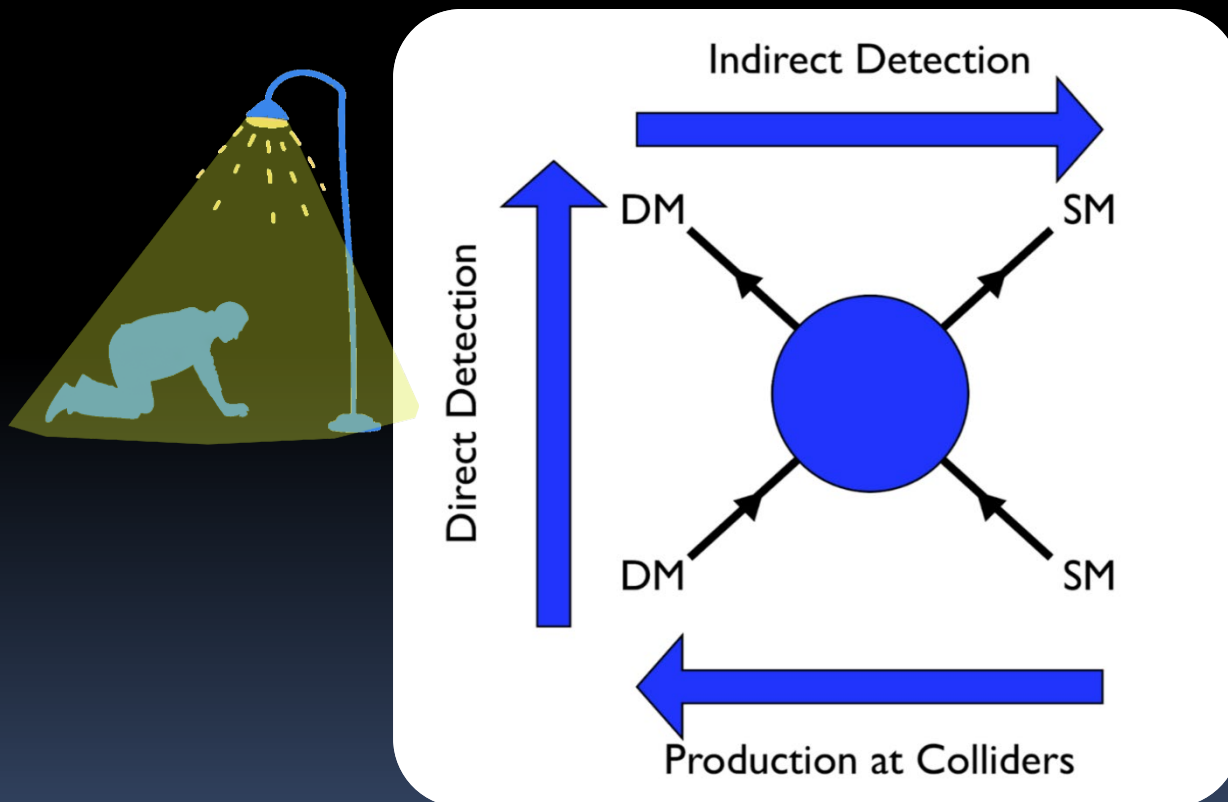 Indirect Detection
DM
SM
Direct Detection
DM
SM
Production at Colliders